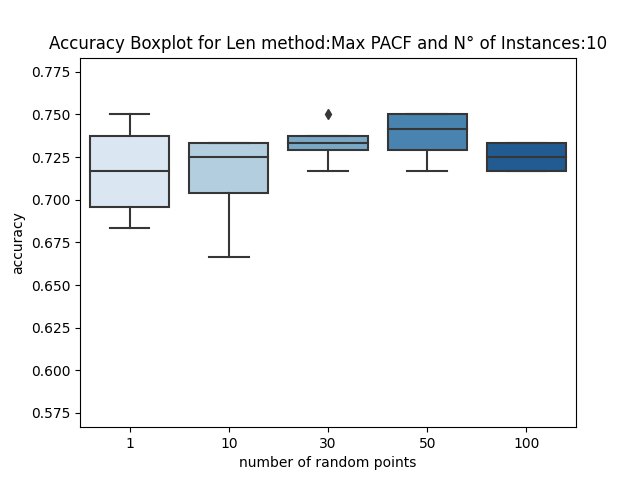 Accuracy Boxplot for Len method:Max PACF and N° of Instances:10
0.775
0.750
0.725
0.700
0.675
0.650
0.625
0.600
0.575
accuracy
1 10 30 50 100
number of random points